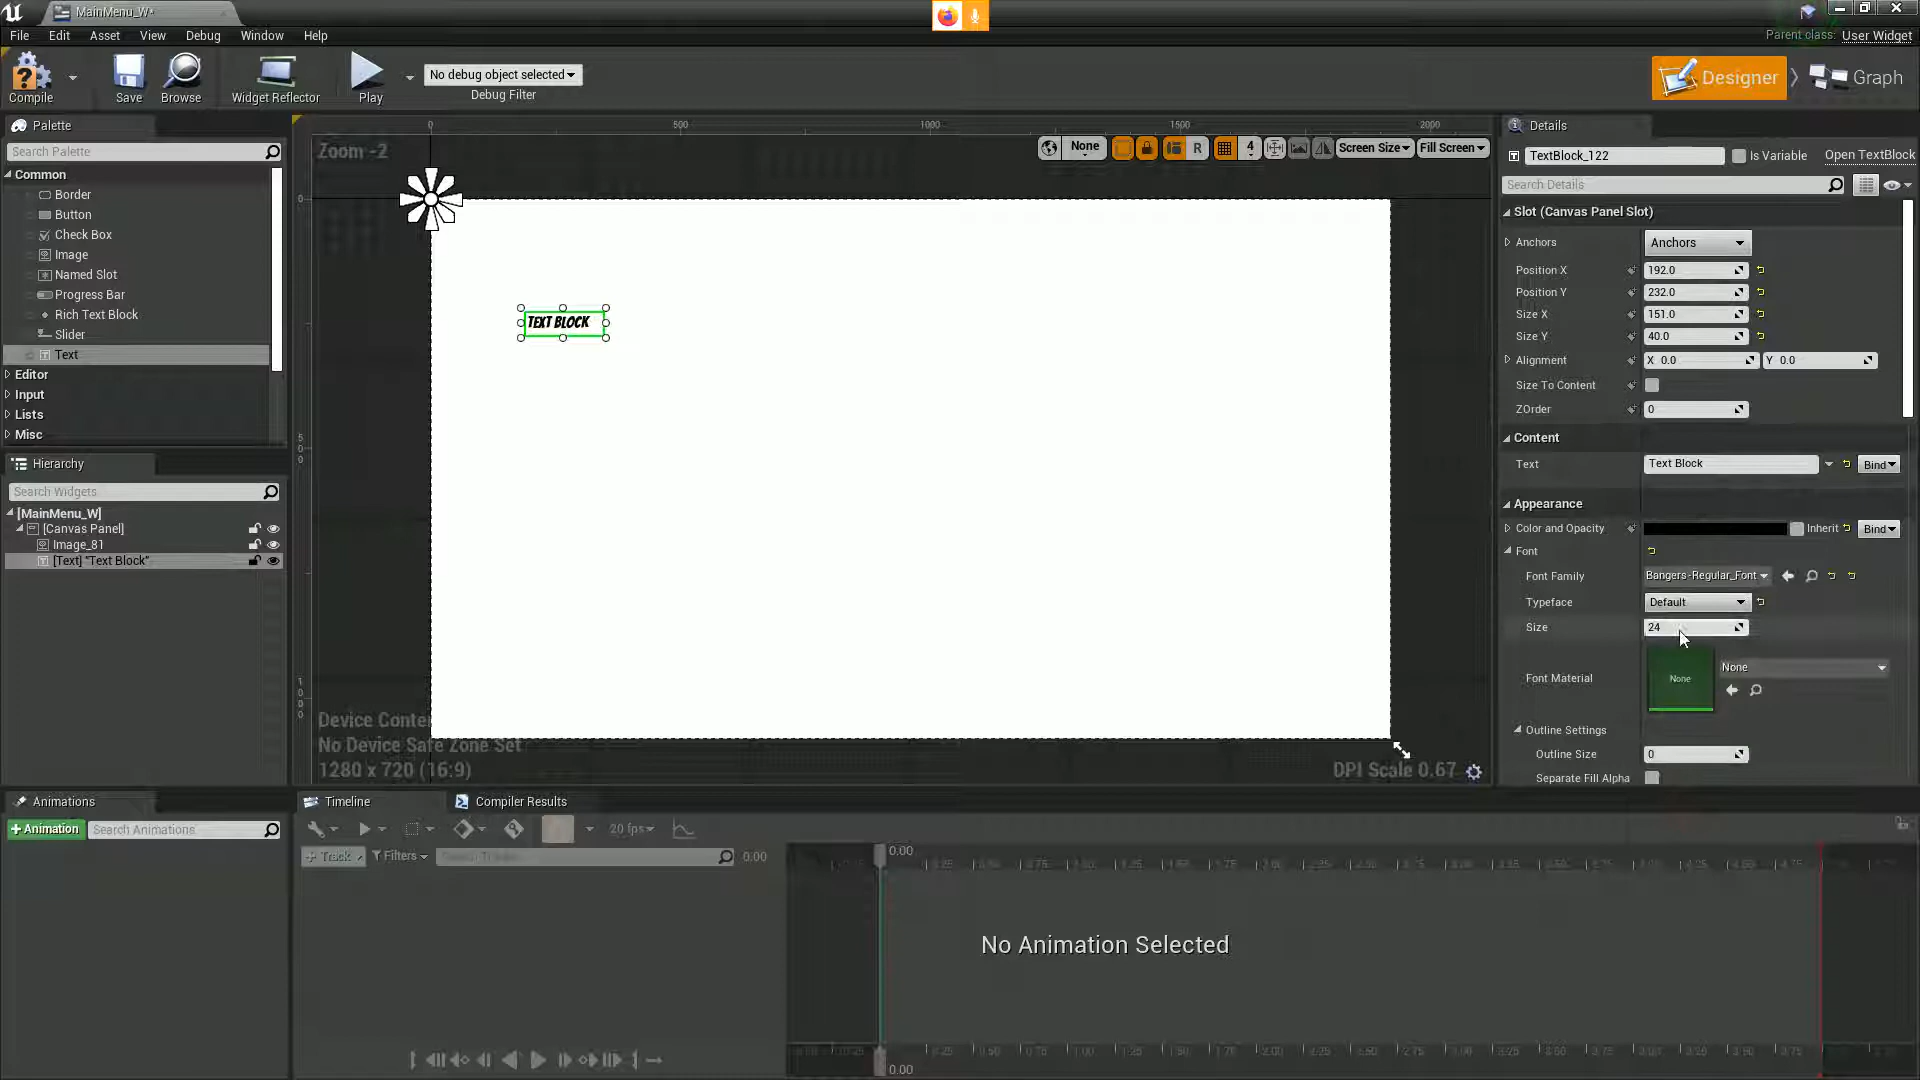 MainMenu_W*
File Edit Asset View Debug Window Help
Parent class: User Widget
Compile
Save
Browse
Widget Reflector
Play
No debug object selected
Debug Filter
Designer
Graph
Palette
Search Palette
Common
Border
Button
Check Box
Image
Named Slot
Progress Bar
Rich Text Block
Slider
Text
Editor
Input
Lists
Misc
Hierarchy
Search Widgets
[MainMenu_W]
[Canvas Panel]
Image_81
[Text] "Text Block"
Animations
+Animation
Search Animations
0 500 1000 1500 2000
Zoom -2
None
R
4
Screen Size
Fill Screen
0
500
1000
TEXT BLOCK
No Device Safe Zone Set
1280 x 720 (16:9)
DPI Scale 0.67
Details
TextBlock_122
Is Variable
Open TextBlock
Search Details
Slot (Canvas Panel Slot)
Anchors Anchors
Position X 192.0
Position Y 232.0
Size X 151.0
Size Y 40.0
Alignment X 0.0 Y 0.0
Size To Content
ZOrder 0
Content
Text Text Block Bind
Appearance
Color and Opacity Inherit Bind
Font
Font Family Bangers-Regular_Font
Typeface Default
Size 24
Font Material None None
Outline Settings
Outline Size 0
Separate Fill Alpha
Timeline
Compiler Results
20 fps
+ Track
Filters
0.00
0.00
No Animation Selected
0.00